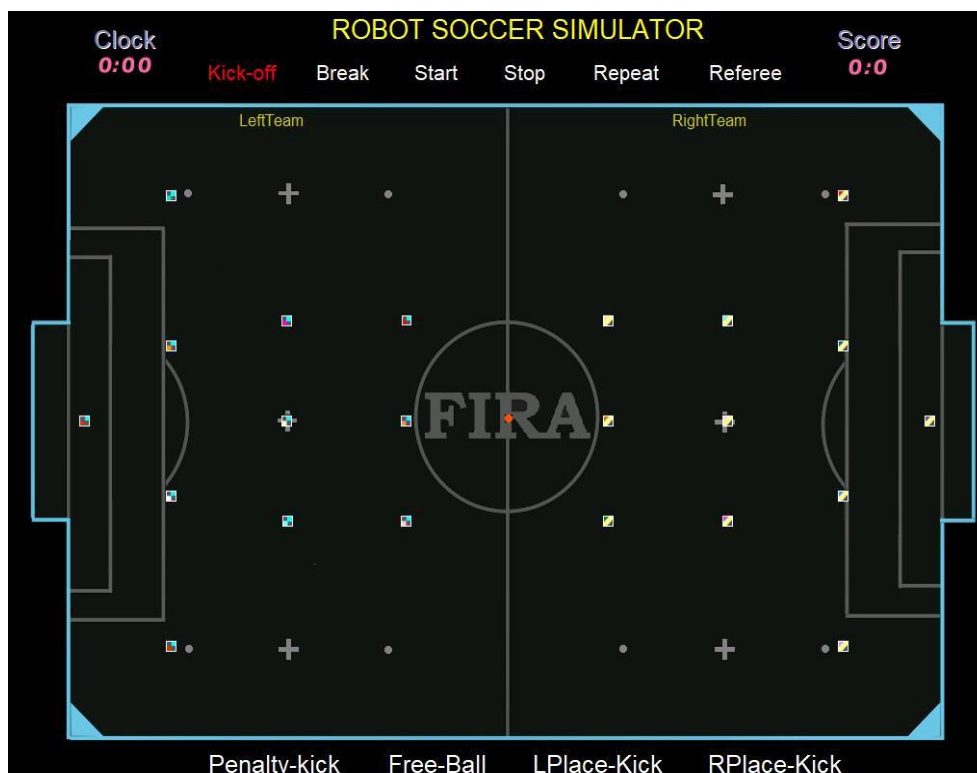 ROBOT SOCCER SIMULATOR
Clock
Score
0:00
0:0
Kick-off Break Start Stop Repeat Referee
LeftTeam
RightTeam
FIRA
Penalty-kick Free-Ball LPlace-Kick RPlace-Kick